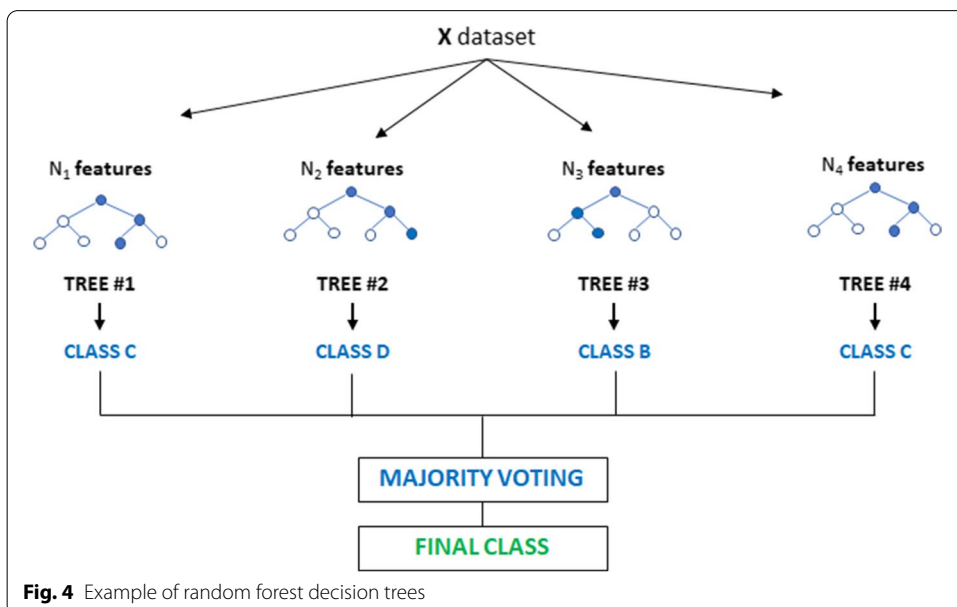 X dataset
N₁ features N₂ features N₃ features N₄ features
TREE #1 TREE #2 TREE #3 TREE #4
CLASS C CLASS D CLASS B CLASS C
MAJORITY VOTING
FINAL CLASS
Fig. 4 Example of random forest decision trees